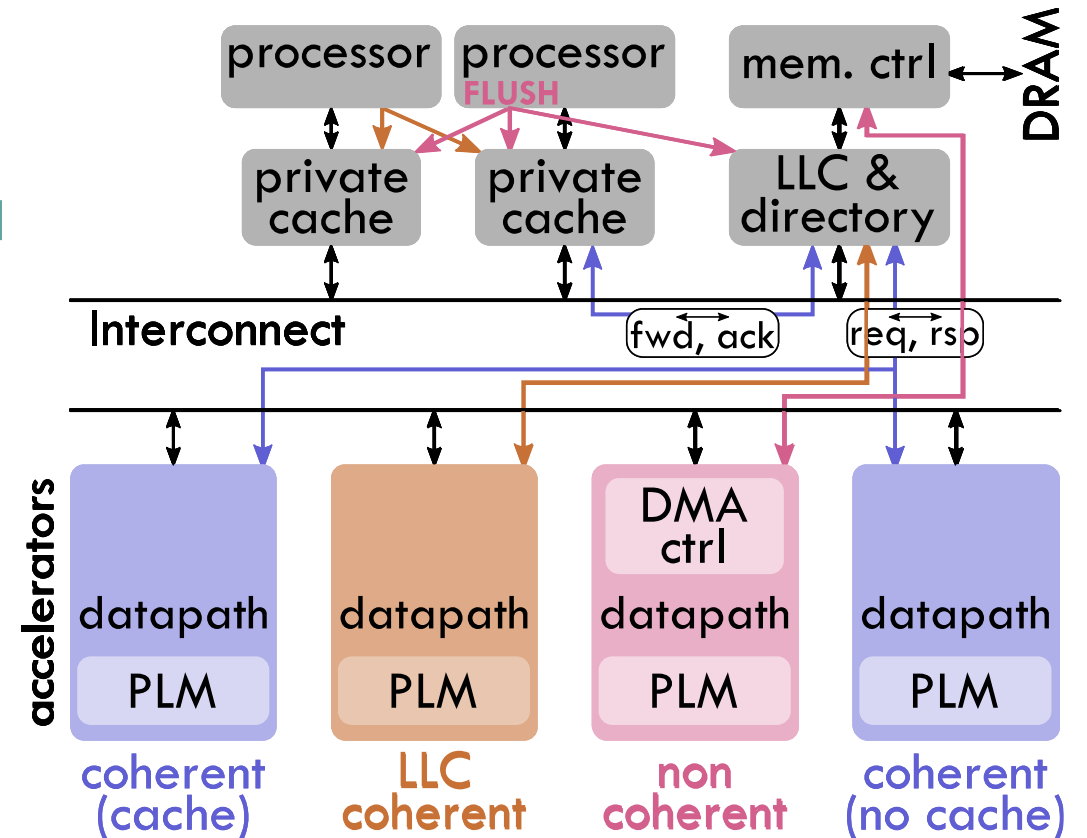 processor
processor
FLUSH
mem. ctrl
DRAM
private
cache
private
cache
LLC &
directory
Interconnect
fwd, ack
req, rsp
accelerators
datapath
PLM
coherent
(cache)
datapath
PLM
LLC
coherent
DMA
ctrl
datapath
PLM
non
coherent
datapath
PLM
coherent
(no cache)